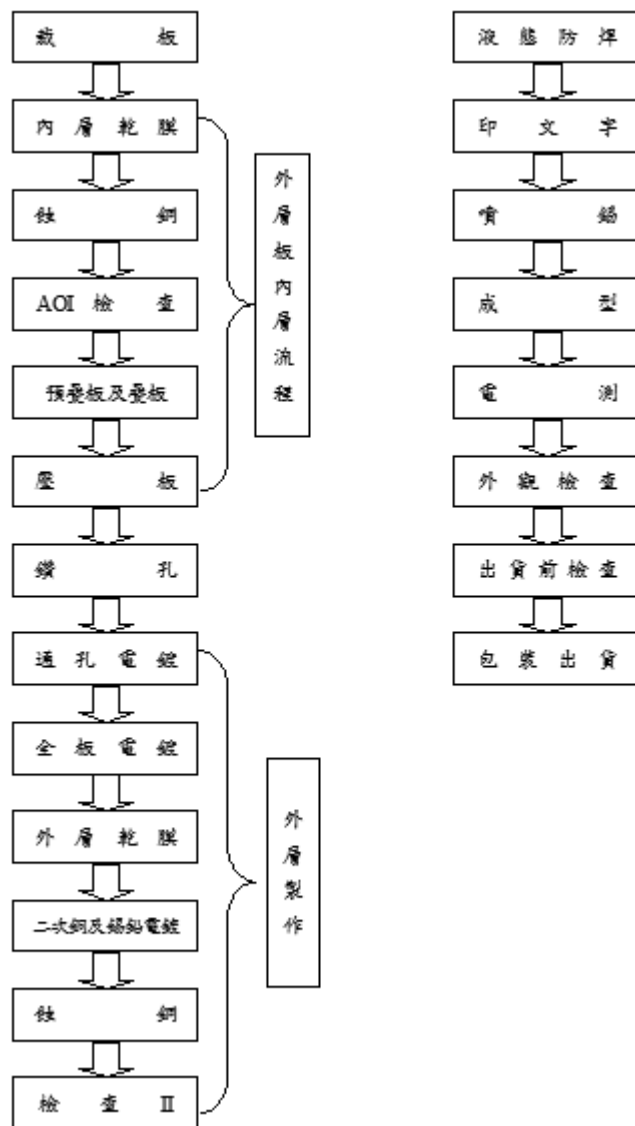 裁板
內層乾膜
蝕銅
AOI 檢查
預疊板及疊板
壓板
鑽孔
通孔電鍍
全板電鍍
外層乾膜
二次銅及錫鉛電鍍
蝕銅
檢查 II
外層板內層流程
外層製作
液態防焊
印文字
噴錫
成型
電測
外觀檢查
出貨前檢查
包裝出貨